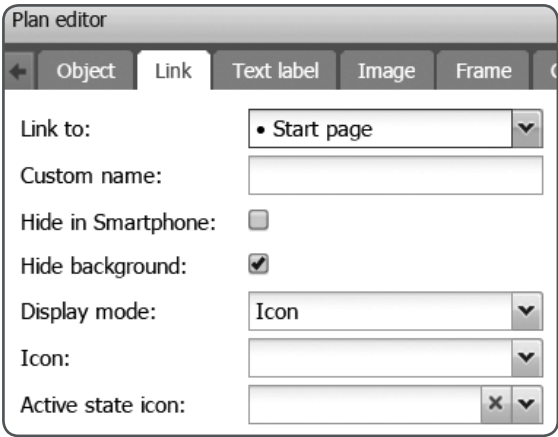 Plan editor
Object Link Text label Image Frame
Link to: • Start page
Custom name:
Hide in Smartphone:
Hide background:
Display mode: Icon
Icon:
Active state icon: